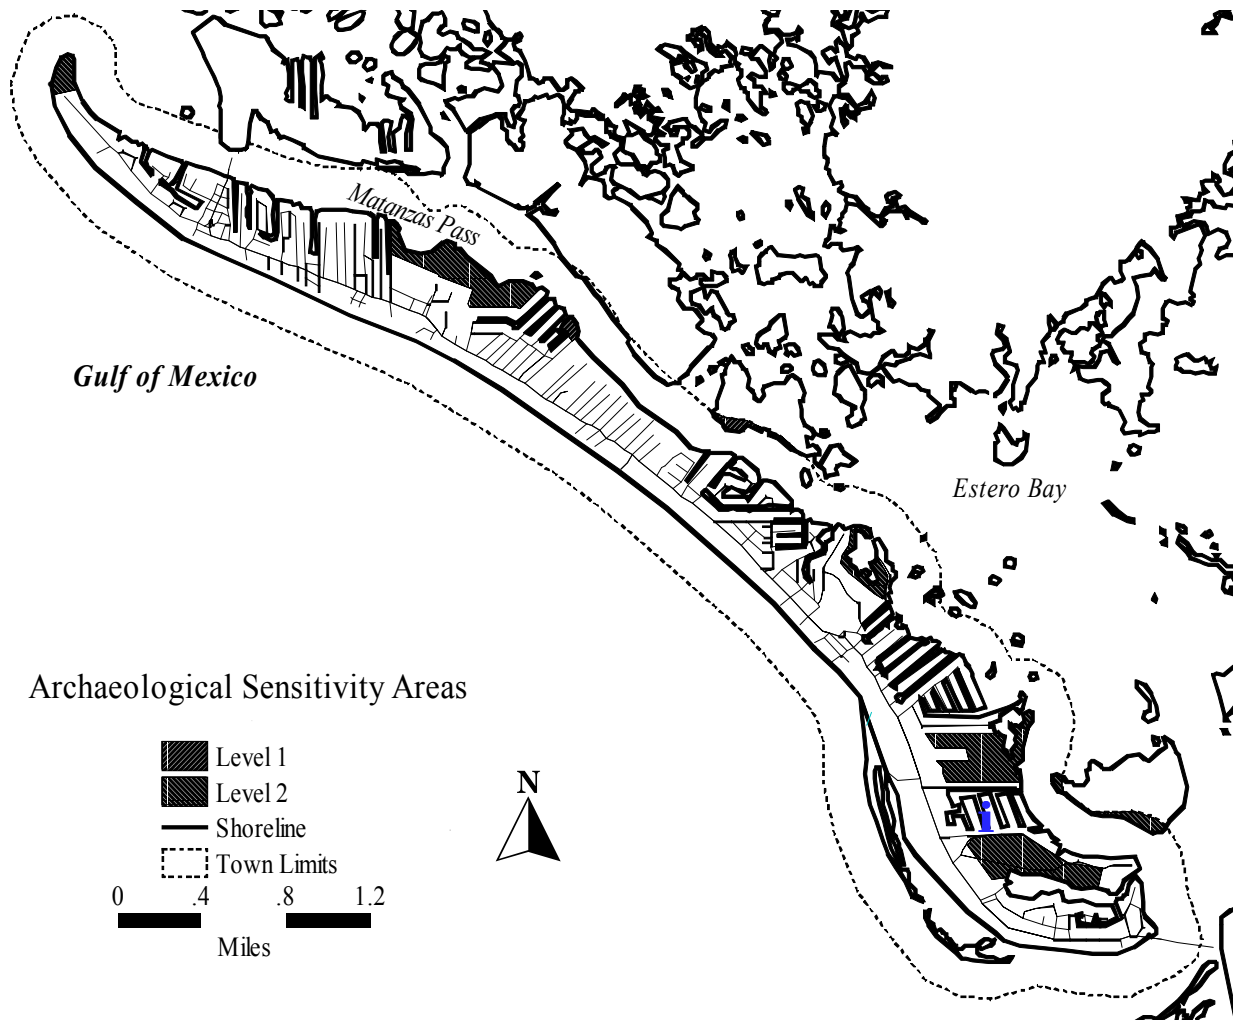 Matanzas Pass
Gulf of Mexico
Estero Bay
Archaeological Sensitivity Areas
Level 1
Level 2
Shoreline
Town Limits
N
0 .4 .8 1.2
Miles
i